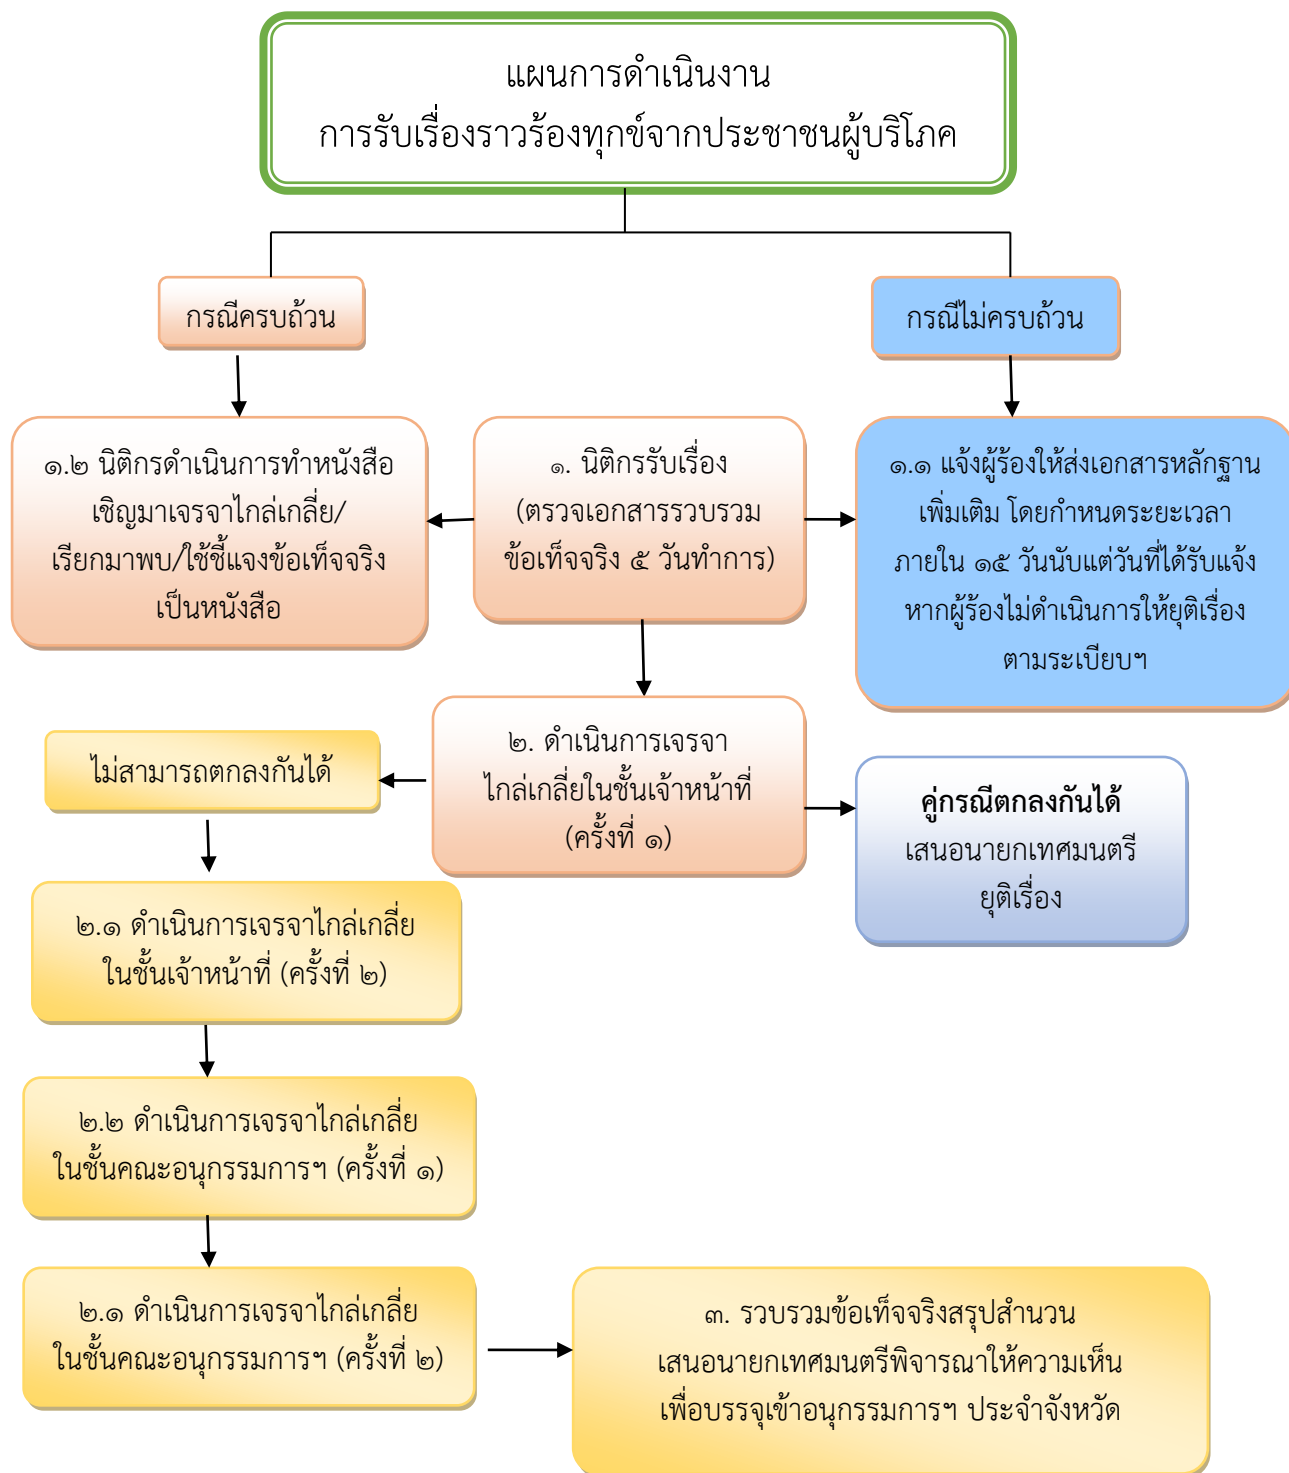 แผนการดำเนินงาน
การรับเรื่องราวร้องทุกข์จากประชาชนผู้บริโภค
กรณีครบถ้วน
กรณีไม่ครบถ้วน
๑.๒ นิติกรดำเนินการทำหนังสือ
เชิญมาเจรจาไกล่เกลี่ย/
เรียกมาพบ/ใช้ชี้แจงข้อเท็จจริง
เป็นหนังสือ
๑. นิติกรรับเรื่อง
(ตรวจเอกสารรวบรวม
ข้อเท็จจริง ๕ วันทำการ)
๑.๑ แจ้งผู้ร้องให้ส่งเอกสารหลักฐาน
เพิ่มเติม โดยกำหนดระยะเวลา
ภายใน ๑๕ วันนับแต่วันที่ได้รับแจ้ง
หากผู้ร้องไม่ดำเนินการให้ยุติเรื่อง
ตามระเบียบฯ
ไม่สามารถตกลงกันได้
๒. ดำเนินการเจรจา
ไกล่เกลี่ยในชั้นเจ้าหน้าที่
(ครั้งที่ ๑)
คู่กรณีตกลงกันได้
เสนอนายกเทศมนตรี
ยุติเรื่อง
๒.๑ ดำเนินการเจรจาไกล่เกลี่ย
ในชั้นเจ้าหน้าที่ (ครั้งที่ ๒)
๒.๒ ดำเนินการเจรจาไกล่เกลี่ย
ในชั้นคณะอนุกรรมการฯ (ครั้งที่ ๑)
๒.๑ ดำเนินการเจรจาไกล่เกลี่ย
ในชั้นคณะอนุกรรมการฯ (ครั้งที่ ๒)
๓. รวบรวมข้อเท็จจริงสรุปสำนวน
เสนอนายกเทศมนตรีพิจารณาให้ความเห็น
เพื่อบรรจุเข้าอนุกรรมการฯ ประจำจังหวัด